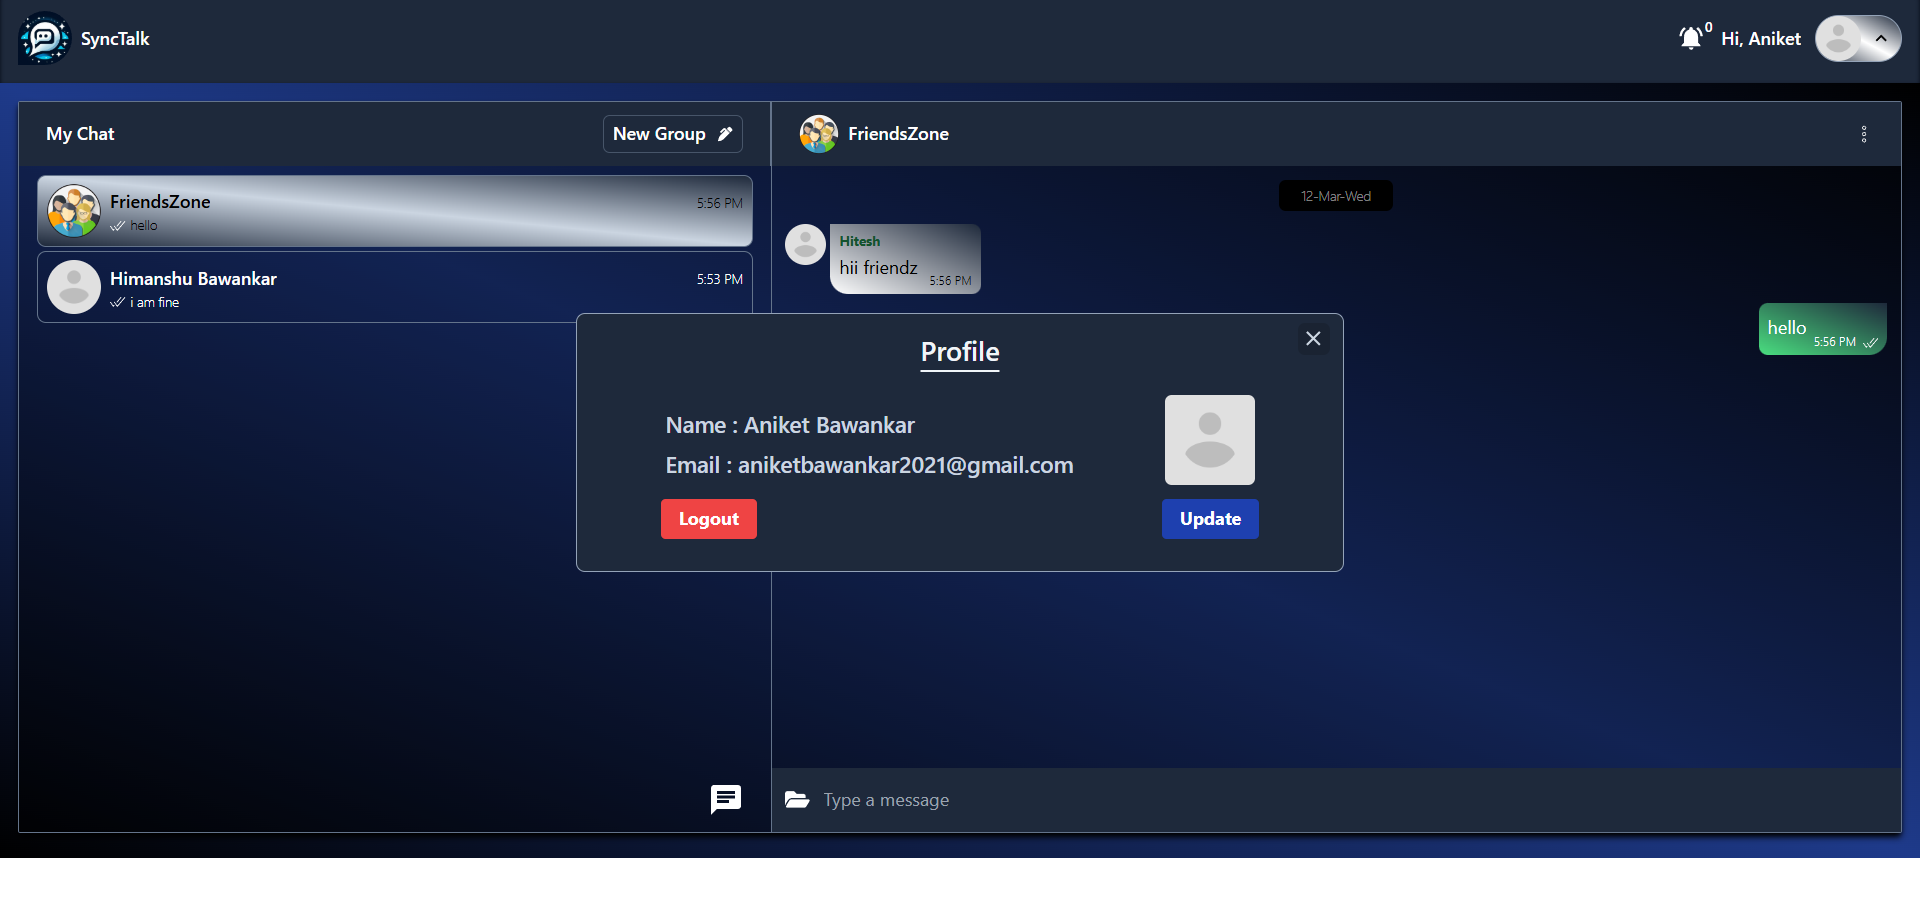 SyncTalk
0
Hi, Aniket
My Chat
New Group
FriendsZone
5:56 PM
hello
Himanshu Bawankar
5:53 PM
i am fine
FriendsZone
12-Mar-Wed
Hitesh
hii friendz
5:56 PM
hello
5:56 PM
Profile
Name : Aniket Bawankar
Email : aniketbawankar2021@gmail.com
Logout
Update
Type a message